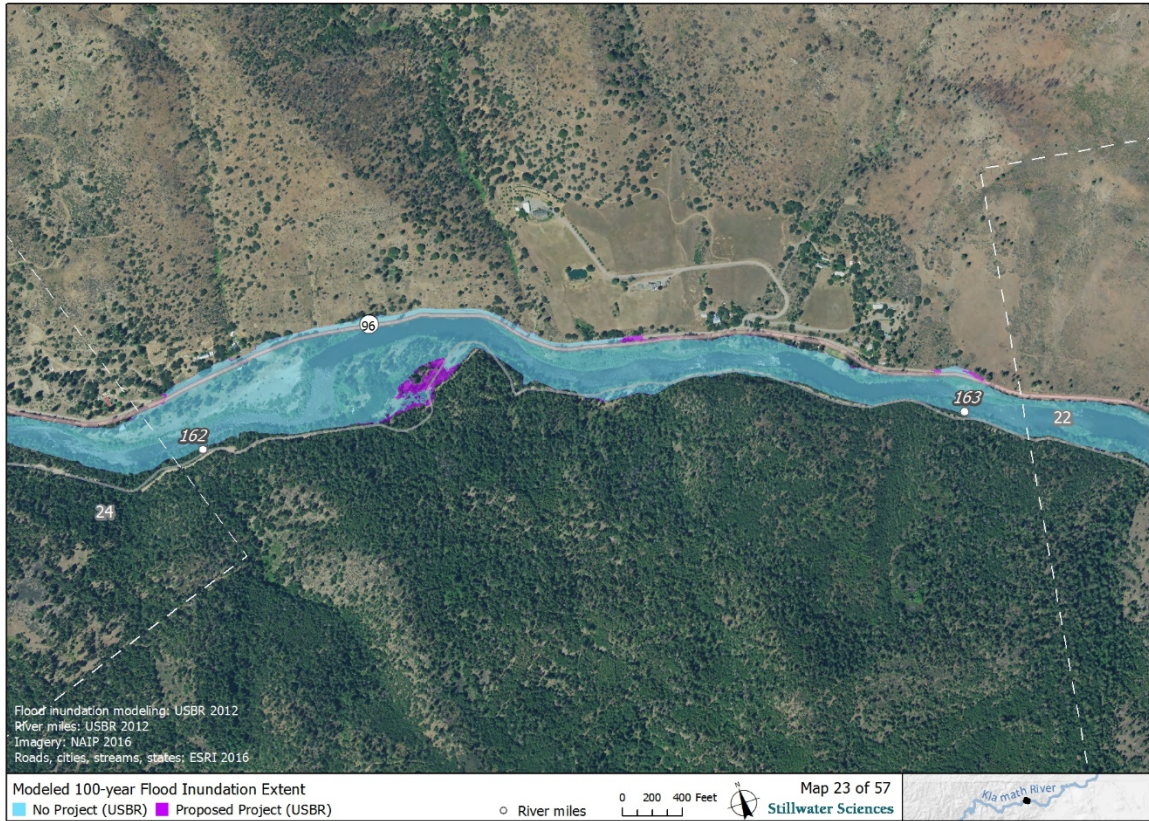 96
162
163
22
24
Flood inundation modeling: USBR 2012
River miles: USBR 2012
Imagery: NAIP 2016
Roads, cities, streams, states: ESRI 2016
Modeled 100-year Flood Inundation Extent
No Project (USBR) Proposed Project (USBR)
River miles
0 200 400 Feet
N
Map 23 of 57
Stillwater Sciences
Klamath River